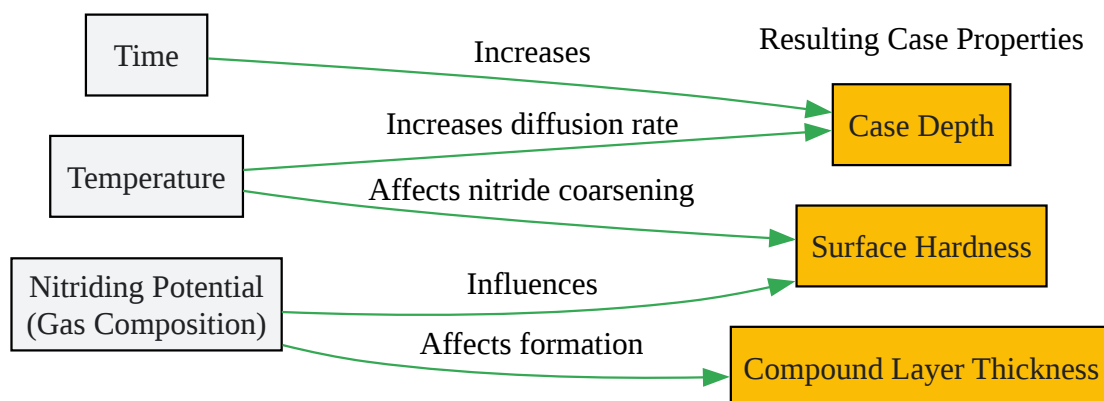 Time
Increases
Resulting Case Properties
Case Depth
Increases diffusion rate
Temperature
Affects nitride coarsening
Surface Hardness
Nitriding Potential
(Gas Composition)
Influences
Affects formation
Compound Layer Thickness